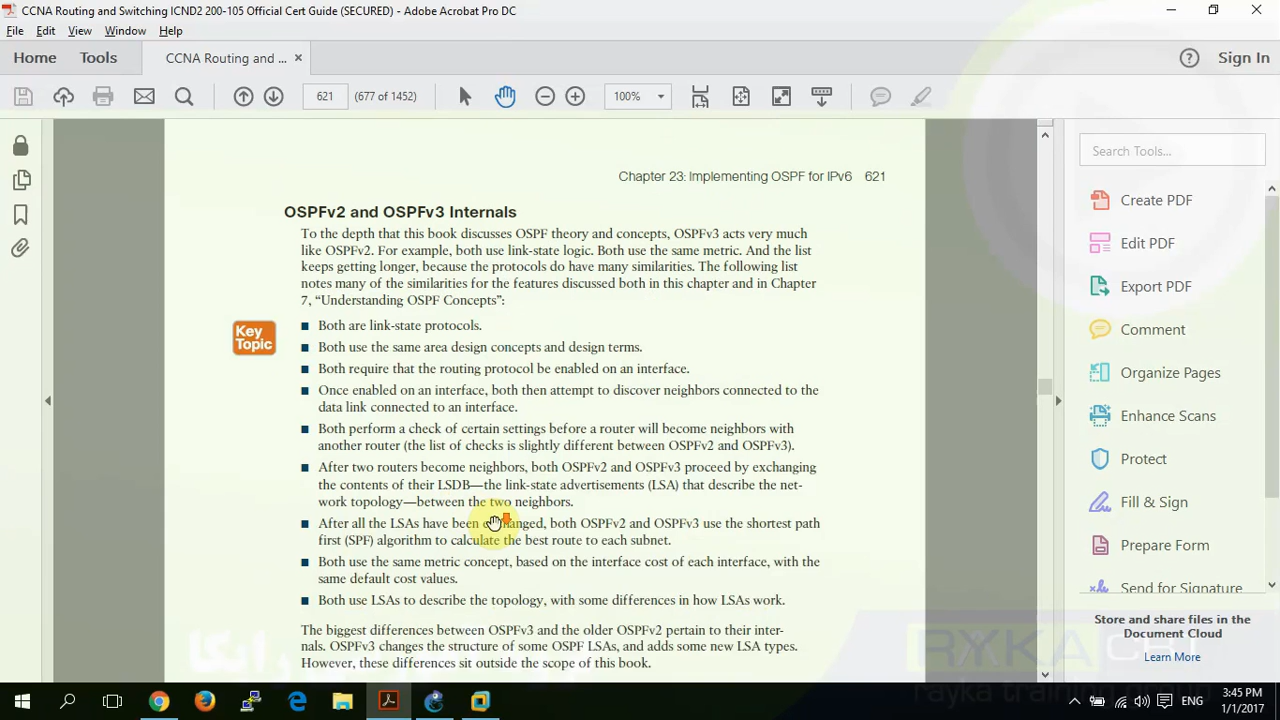 CCNA Routing and Switching ICND2 200-105 Official Cert Guide (SECURED) - Adobe Acrobat Pro DC
File Edit View Window Help
Home Tools CCNA Routing and ... × Sign In
621 (677 of 1452) 100%
Chapter 23: Implementing OSPF for IPv6 621
OSPFv2 and OSPFv3 Internals
To the depth that this book discusses OSPF theory and concepts, OSPFv3 acts very much
like OSPFv2. For example, both use link-state logic. Both use the same metric. And the list
keeps getting longer, because the protocols do have many similarities. The following list
notes many of the similarities for the features discussed both in this chapter and in Chapter
7, “Understanding OSPF Concepts”:
Key
Topic
■ Both are link-state protocols.
■ Both use the same area design concepts and design terms.
■ Both require that the routing protocol be enabled on an interface.
■ Once enabled on an interface, both then attempt to discover neighbors connected to the
data link connected to an interface.
■ Both perform a check of certain settings before a router will become neighbors with
another router (the list of checks is slightly different between OSPFv2 and OSPFv3).
■ After two routers become neighbors, both OSPFv2 and OSPFv3 proceed by exchanging
the contents of their LSDB—the link-state advertisements (LSA) that describe the net-
work topology—between the two neighbors.
■ After all the LSAs have been exchanged, both OSPFv2 and OSPFv3 use the shortest path
first (SPF) algorithm to calculate the best route to each subnet.
■ Both use the same metric concept, based on the interface cost of each interface, with the
same default cost values.
■ Both use LSAs to describe the topology, with some differences in how LSAs work.
The biggest differences between OSPFv3 and the older OSPFv2 pertain to their inter-
nals. OSPFv3 changes the structure of some OSPF LSAs, and adds some new LSA types.
However, these differences sit outside the scope of this book.
Search Tools...
Create PDF
Edit PDF
Export PDF
Comment
Organize Pages
Enhance Scans
Protect
Fill & Sign
Prepare Form
Send for Signature
Store and share files in the
Document Cloud
Learn More
رایکا
RYKA
rayka training
ENG
3:45 PM
1/1/2017